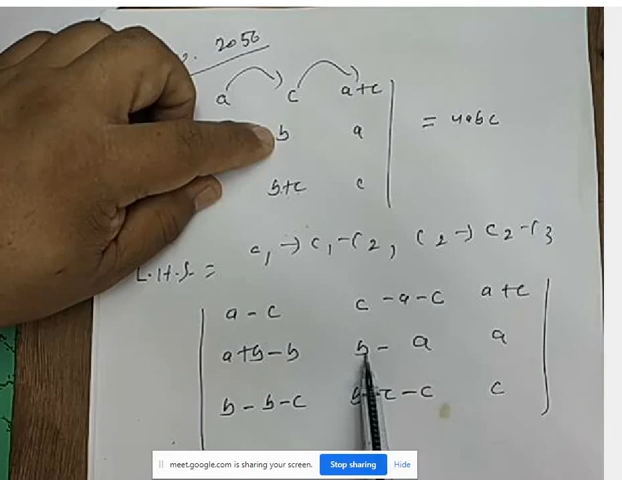 2056
a c a+c
b a = 4abc
b+c c
C₁ → C₁-C₂, C₂ → C₂-C₃
L.H.S. =
a - c c - a - c a+c
a+b-b b - a a
b - b - c b+c-c c
meet.google.com is sharing your screen. Stop sharing Hide